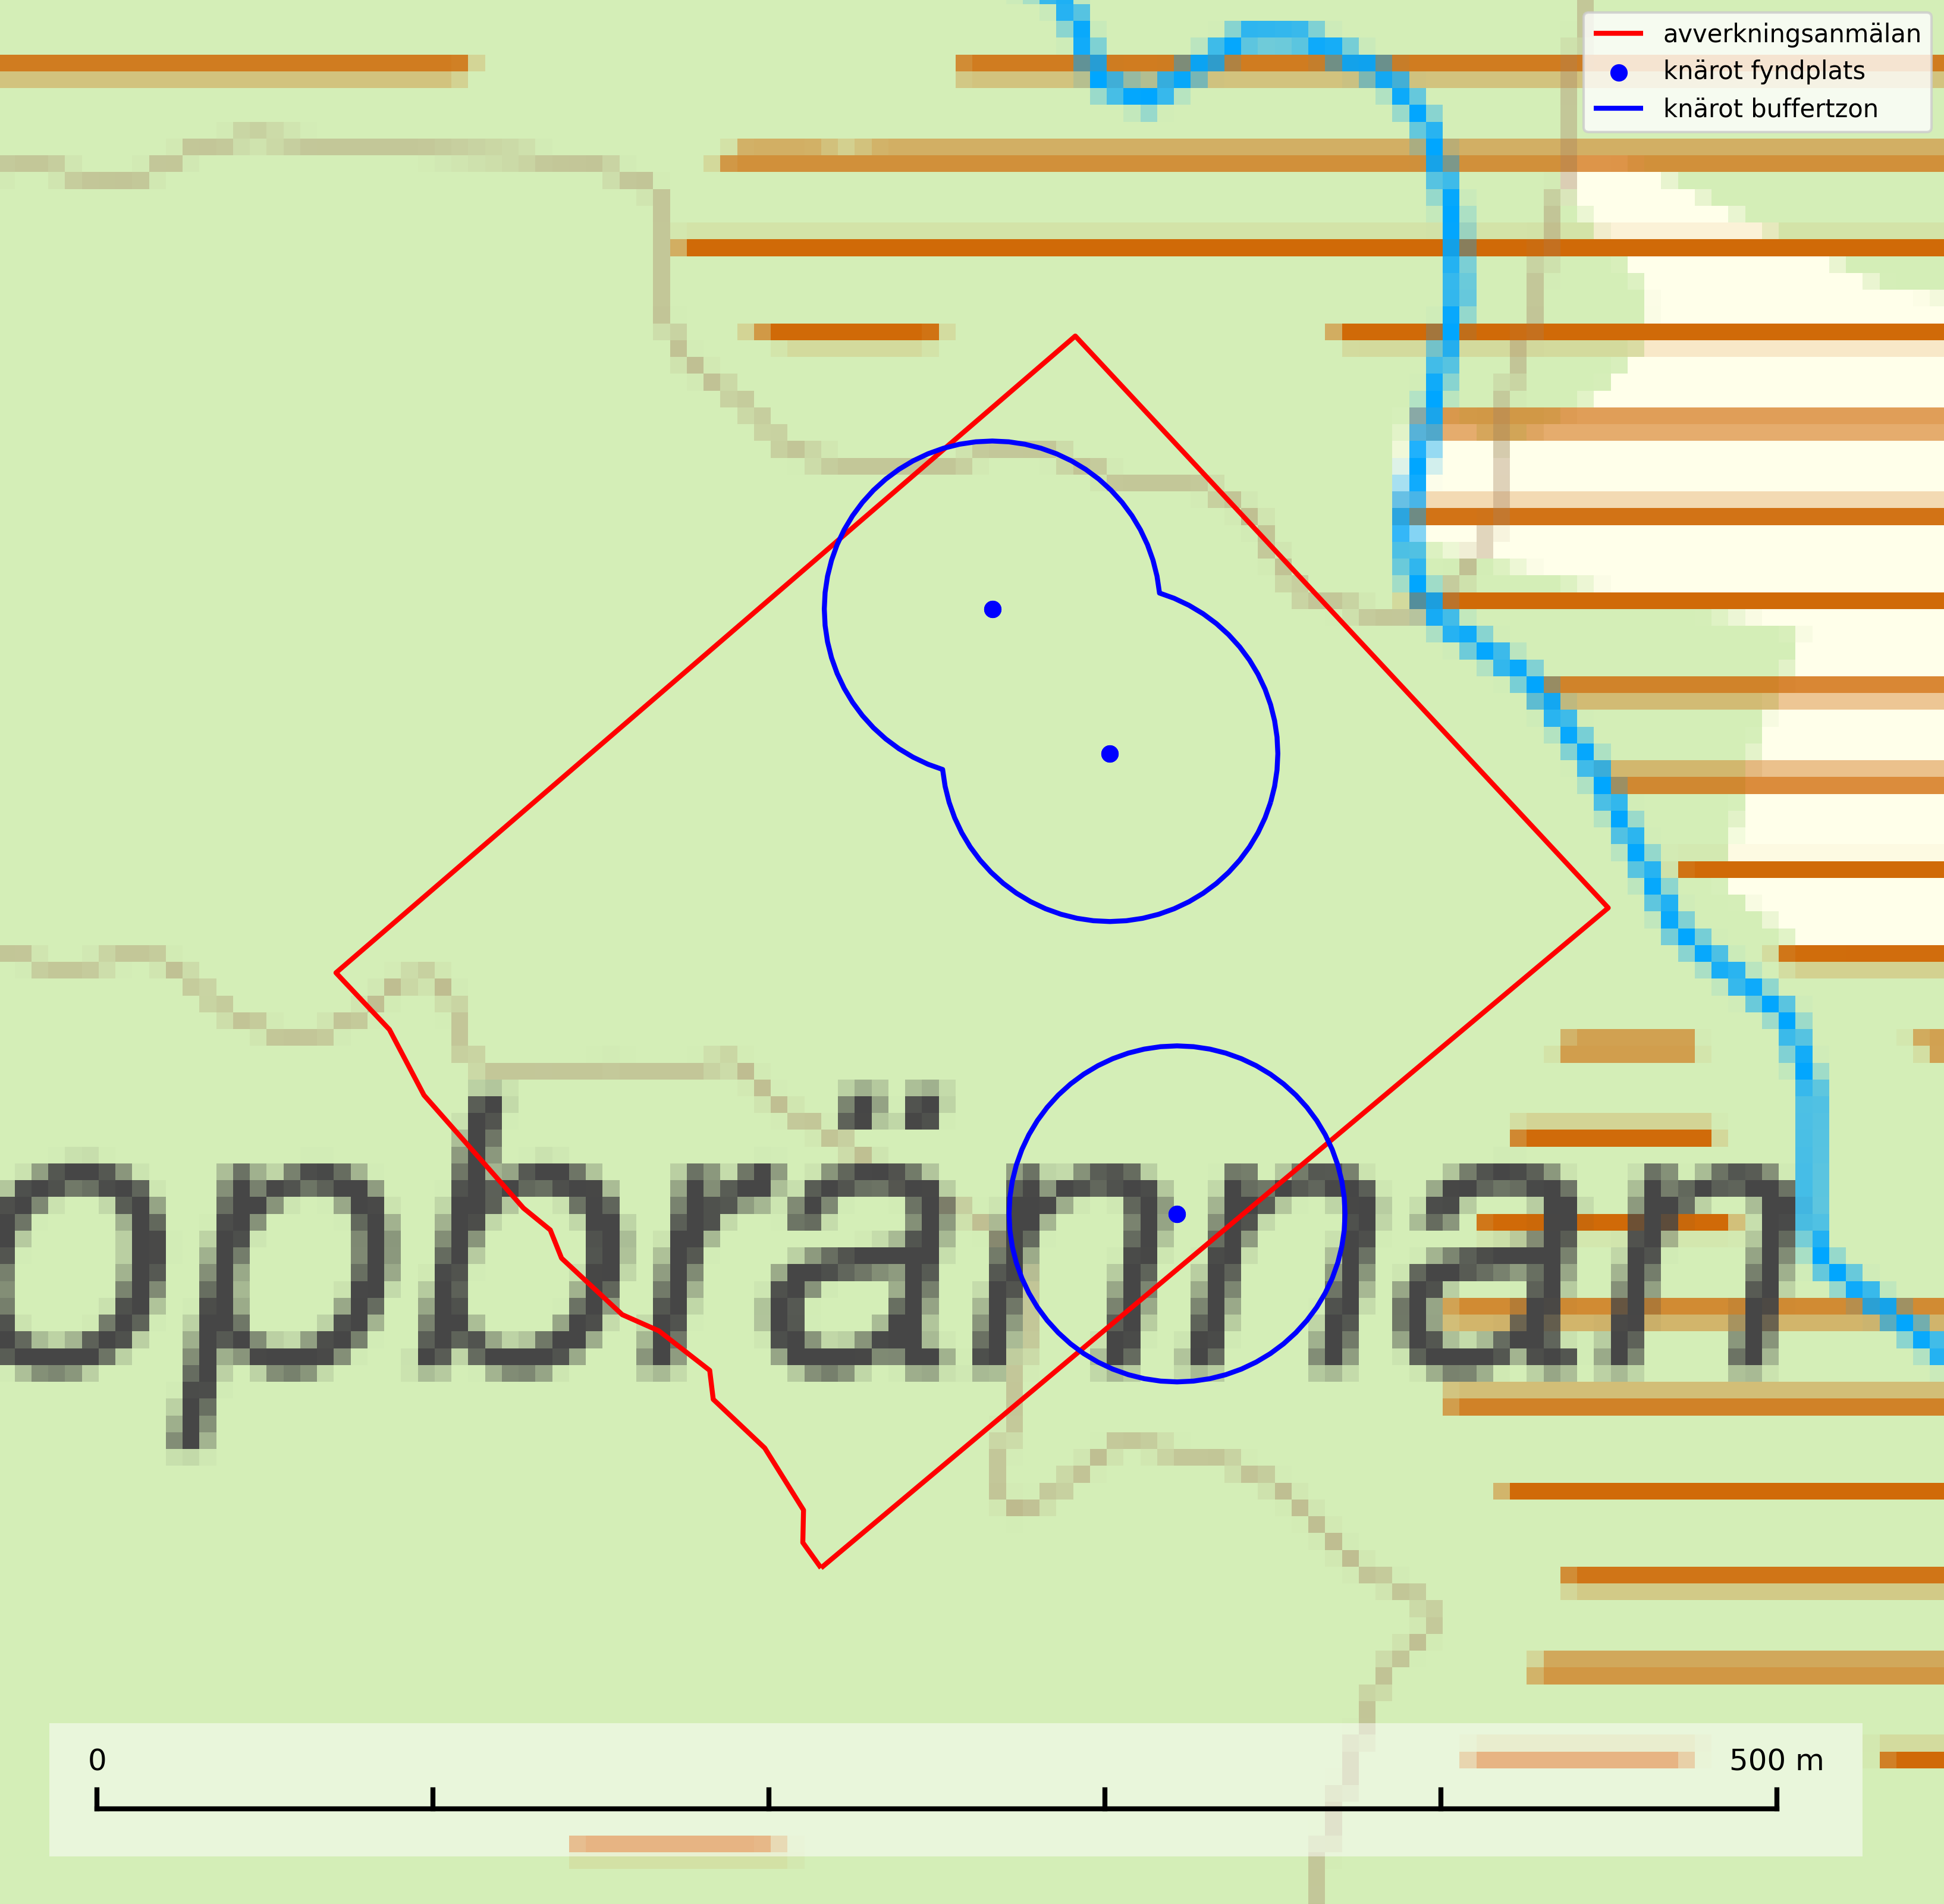 avverkningsanmälan
knärot fyndplats
knärot buffertzon
opbrännan
0 500 m